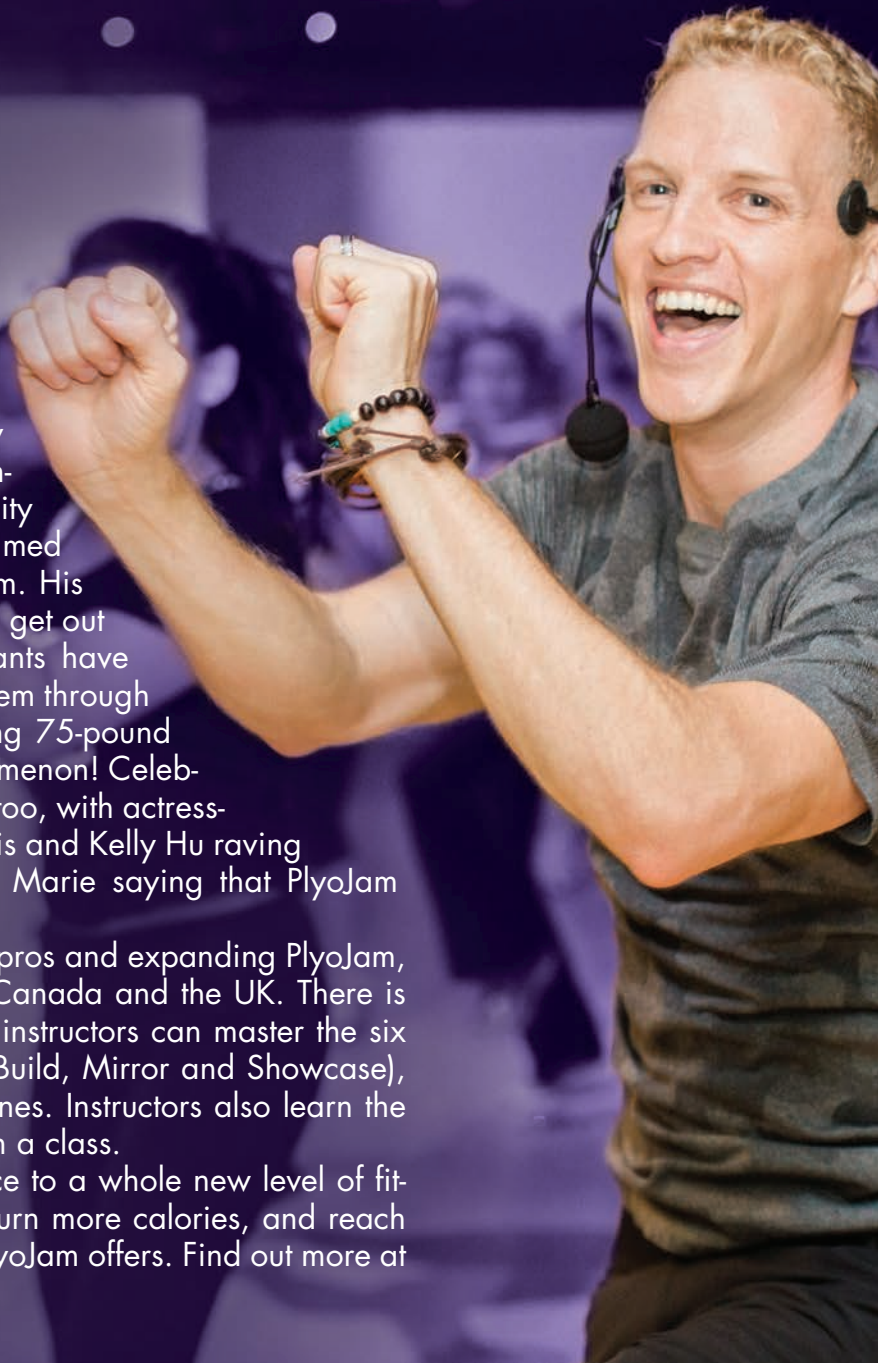 y
n-
ity
med
m. His
get out
ants have
em through
ng 75-pound
menon! Celeb-
too, with actress-
is and Kelly Hu raving
Marie saying that PlyoJam
pros and expanding PlyoJam,
Canada and the UK. There is
instructors can master the six
Build, Mirror and Showcase),
nes. Instructors also learn the
n a class.
ce to a whole new level of fit-
urn more calories, and reach
yoJam offers. Find out more at